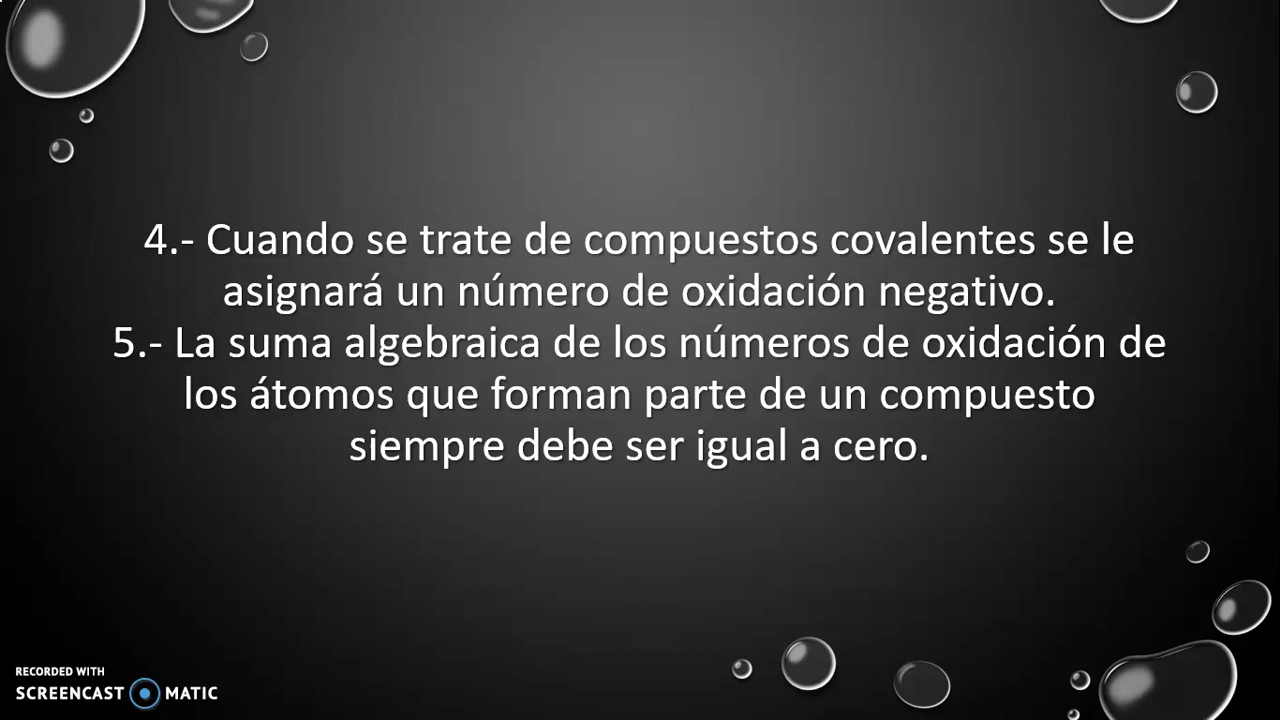 4.- Cuando se trate de compuestos covalentes se le
asignará un número de oxidación negativo.
5.- La suma algebraica de los números de oxidación de
los átomos que forman parte de un compuesto
siempre debe ser igual a cero.
RECORDED WITH
SCREENCAST MATIC